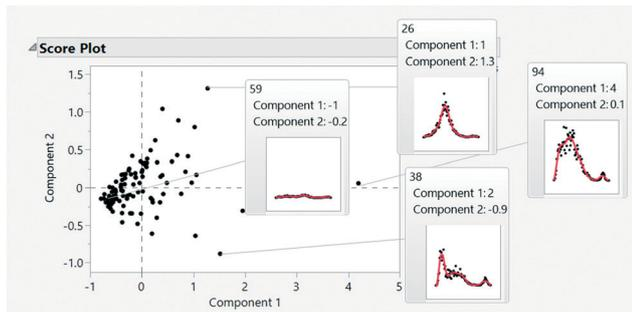 Score Plot
1.5
1.0
0.5
0
-0.5
-1.0
Component 2
-1
0
1
2
3
4
5
Component 1
59
Component 1: -1
Component 2: -0.2
26
Component 1: 1
Component 2: 1.3
38
Component 1: 2
Component 2: -0.9
94
Component 1: 4
Component 2: 0.1